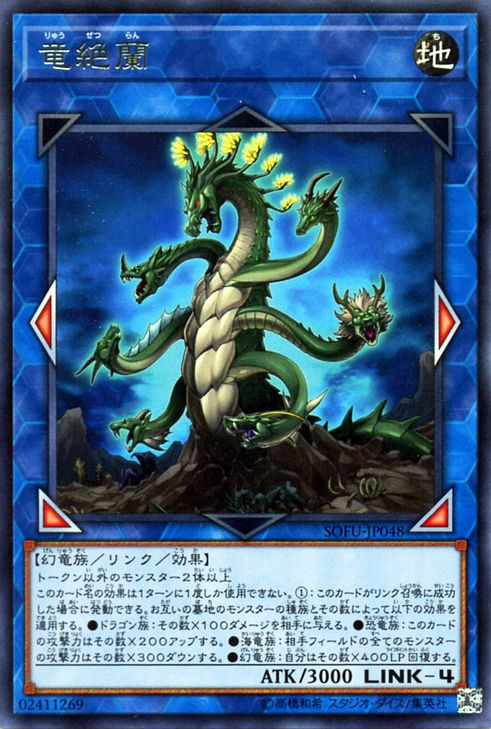 りゅう ぜつ らん
竜絶蘭
ち
地
SOFU-JP048
【幻竜族／リンク／効果】
トークン以外のモンスター２体以上
このカード名の効果は１ターンに１度しか使用できない。①：このカードがリンク召喚に成功
した場合に発動できる。お互いの墓地のモンスターの種族とその数によって以下の効果を
適用する。●ドラゴン族：その数×100ダメージを相手に与える。●恐竜族：このカード
の攻撃力はその数×200アップする。●海竜族：相手フィールドの全てのモンスター
の攻撃力はその数×300ダウンする。●幻竜族：自分はその数×400LP回復する。
ATK/3000 LINK-4
02411269
©高橋和希 スタジオ・ダイス/集英社